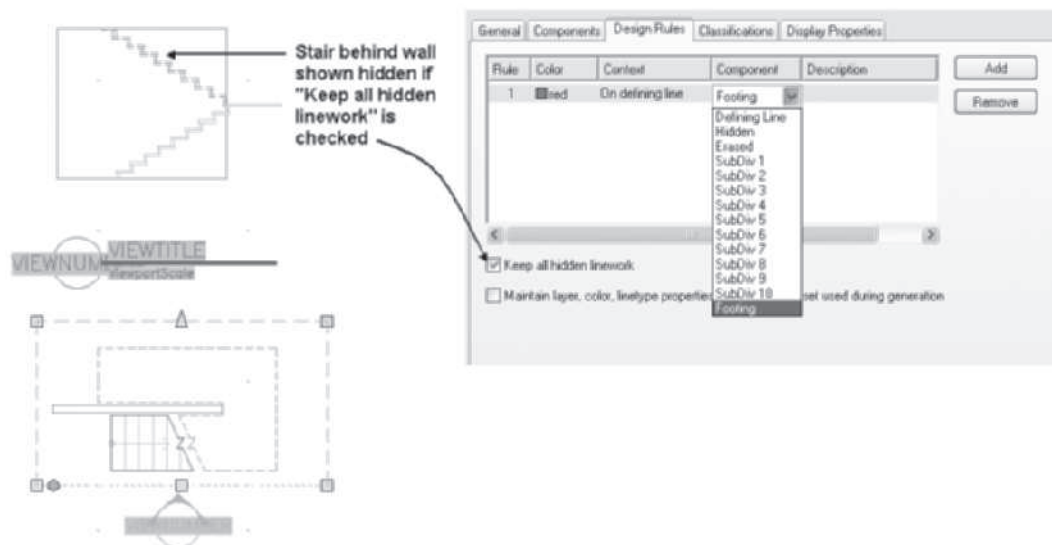 Stair behind wall
shown hidden if
"Keep all hidden
linework" is
checked
VIEWTITLE
VIEWNUM
ViewportScale
General Components Design Rules Classifications Display Properties
Rule Color Context Component Description
1 red On defining line Footing
Defining Line
Hidden
Erased
SubDiv 1
SubDiv 2
SubDiv 3
SubDiv 4
SubDiv 5
SubDiv 6
SubDiv 7
SubDiv 8
SubDiv 9
SubDiv 10
Footing
Add
Remove
Keep all hidden linework
Maintain layer, color, linetype properties set used during generation